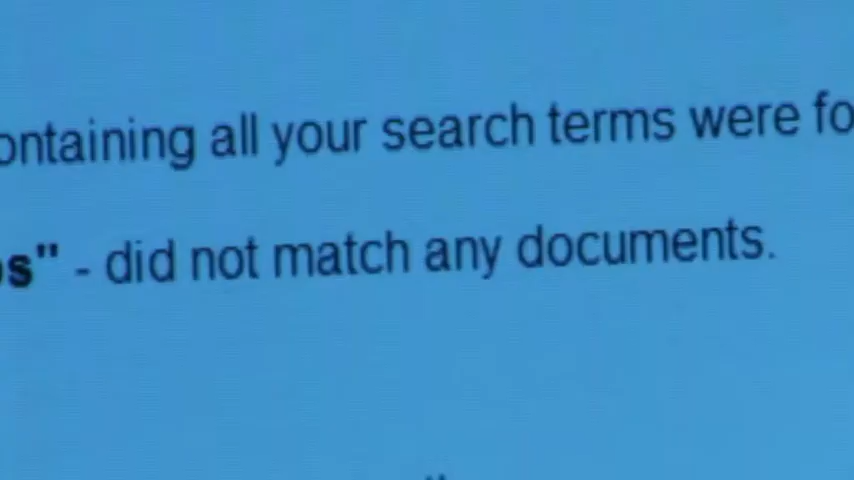 ontaining all your search terms were fo
s" - did not match any documents.